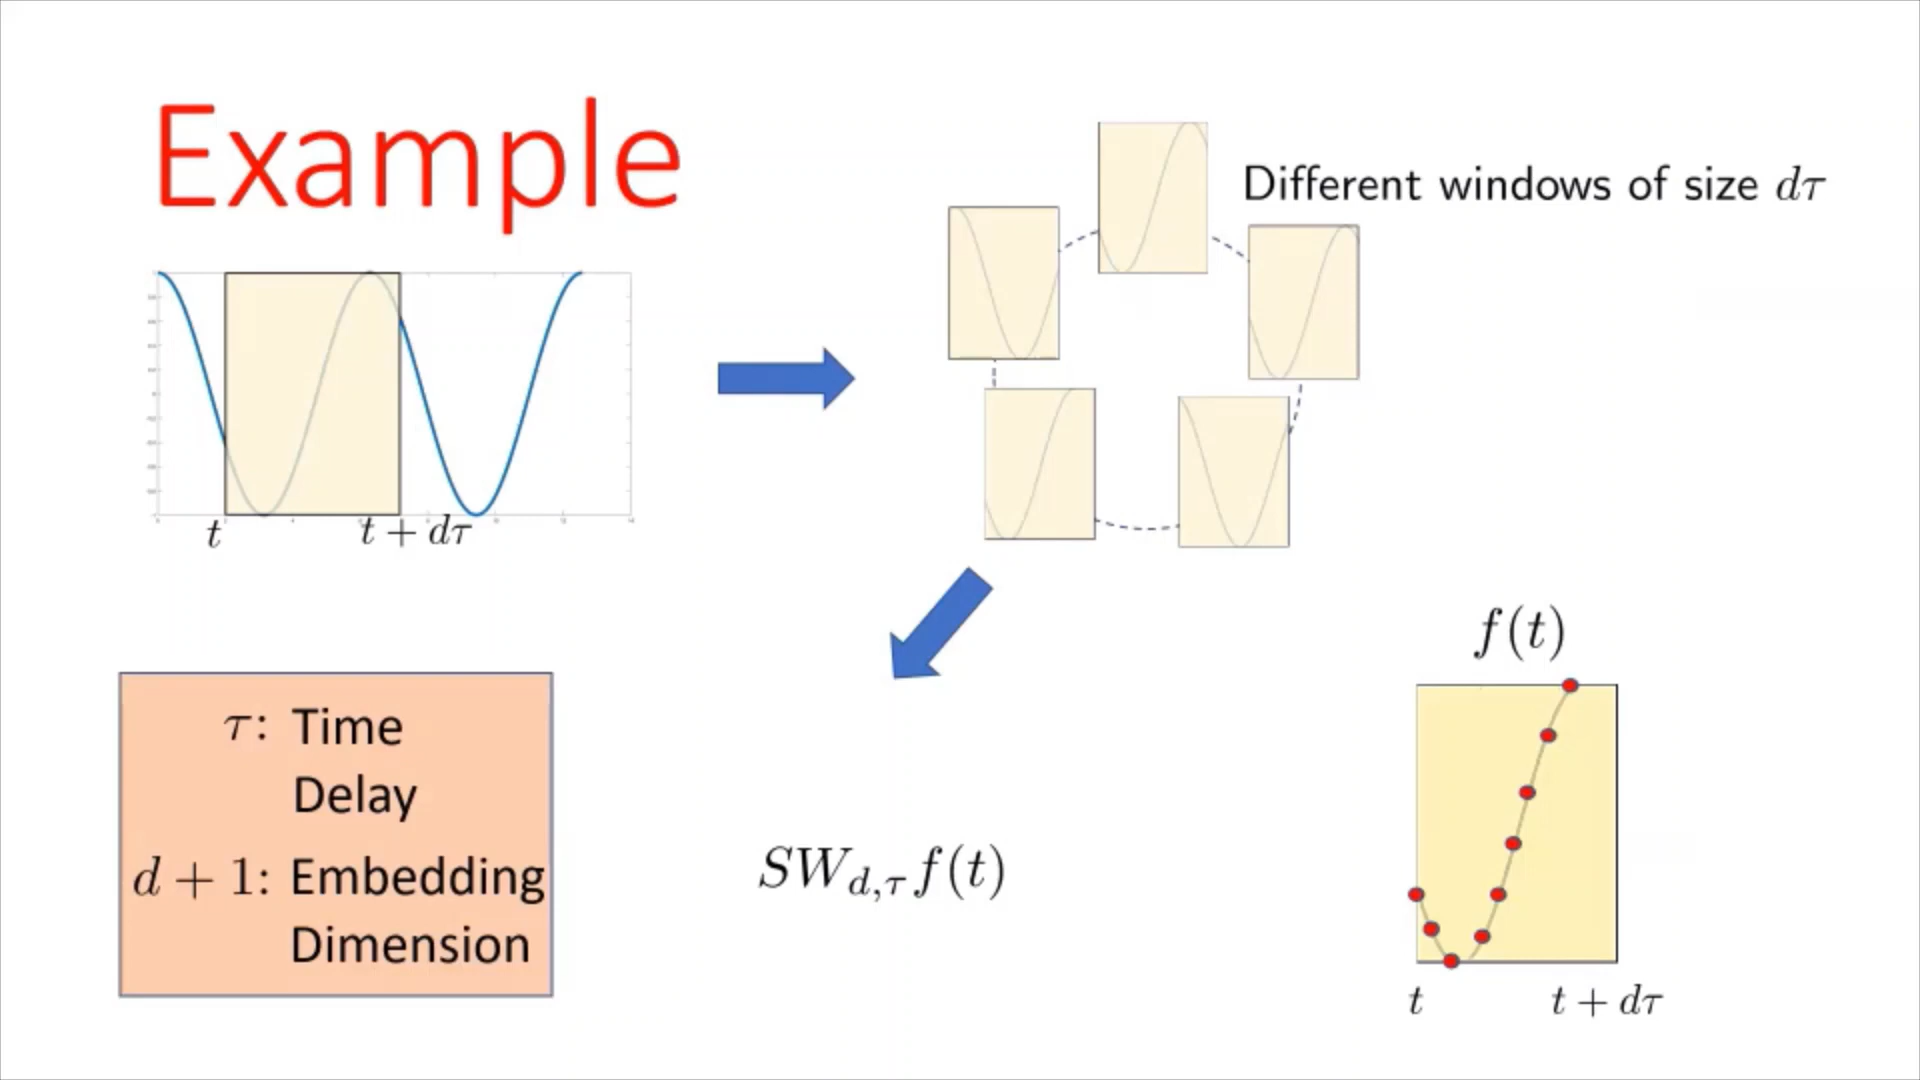 Example
Different windows of size dτ
t
t + dτ
f(t)
τ: Time
Delay
d + 1: Embedding
Dimension
SW_{d,τ} f(t)
t
t + dτ